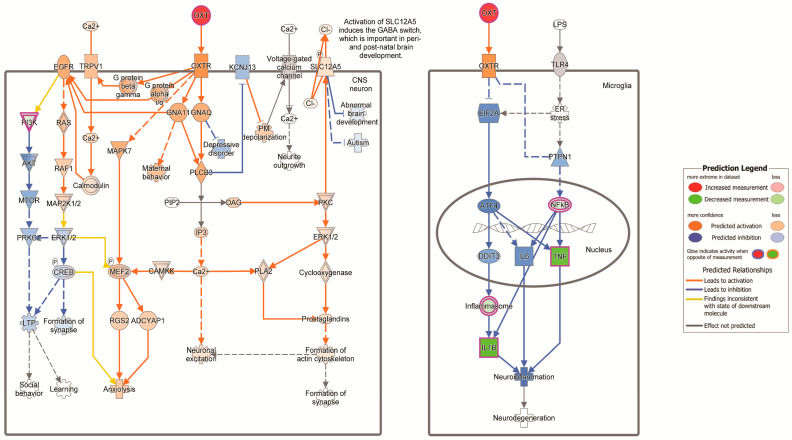 Activation of SLC12A5
induces the GABA switch,
which is important in peri-
and post-natal brain
development.
OXT
Ca2+
Ca2+
Cl-
EGFR
TRPV1
OXTR
KCNJ13
Voltage-gated
calcium
channel
P
SLC12A5
CNS
neuron
G protein
beta
gamma
G protein
alpha
i/q
Cl-
PI3K
RAS
Ca2+
GNA11
GNAQ
PM
depolarization
Ca2+
Abnormal
brain
development
AKT
RAF1
MAPK7
Depressive
disorder
Autism
Calmodulin
Maternal
behavior
PLCB3
Neurite
outgrowth
MTOR
MAP2K1/2
PIP2
DAG
PKC
PRKCZ
ERK1/2
IP3
ERK1/2
P
CREB
P
MEF2
CAMKK
Ca2+
PLA2
Cyclooxygenase
LTP
Formation of
synapse
RGS2
ADCYAP1
Prostaglandins
Neuronal
excitation
Formation of
actin cytoskeleton
Social
behavior
Learning
Anxiolysis
Formation of
synapse
OXT
LPS
OXTR
TLR4
Microglia
EIF2A
ER
stress
PTPN1
ATF4
NFkB
Nucleus
DDIT3
IL6
TNF
Inflammasome
IL1B
Neuroinflammation
Neurodegeneration
Prediction Legend
more extreme in dataset
less
Increased measurement
Decreased measurement
more confidence
less
Predicted activation
Predicted inhibition
Glow indicates activity when
opposite of measurement
Predicted Relationships
Leads to activation
Leads to inhibition
Findings inconsistent
with state of downstream
molecule
Effect not predicted